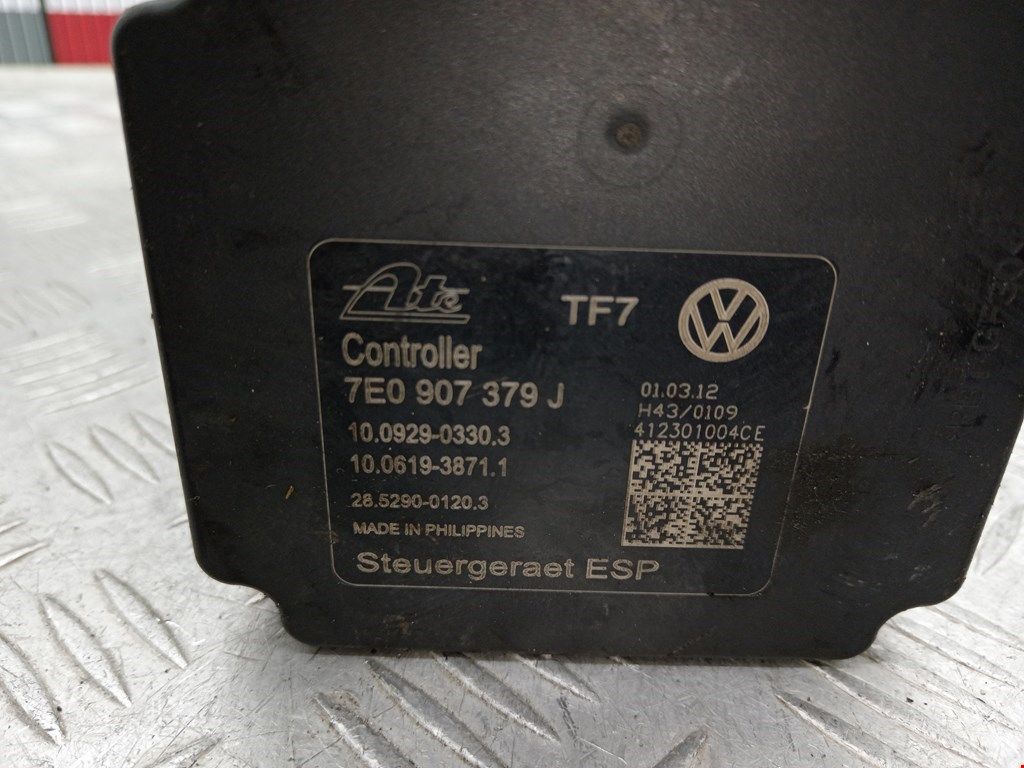 Ate
TF7
Controller
7E0 907 379 J
10.0929-0330.3
10.0619-3871.1
28.5290-0120.3
MADE IN PHILIPPINES
Steuergeraet ESP
01.03.12
H43/0109
412301004CE